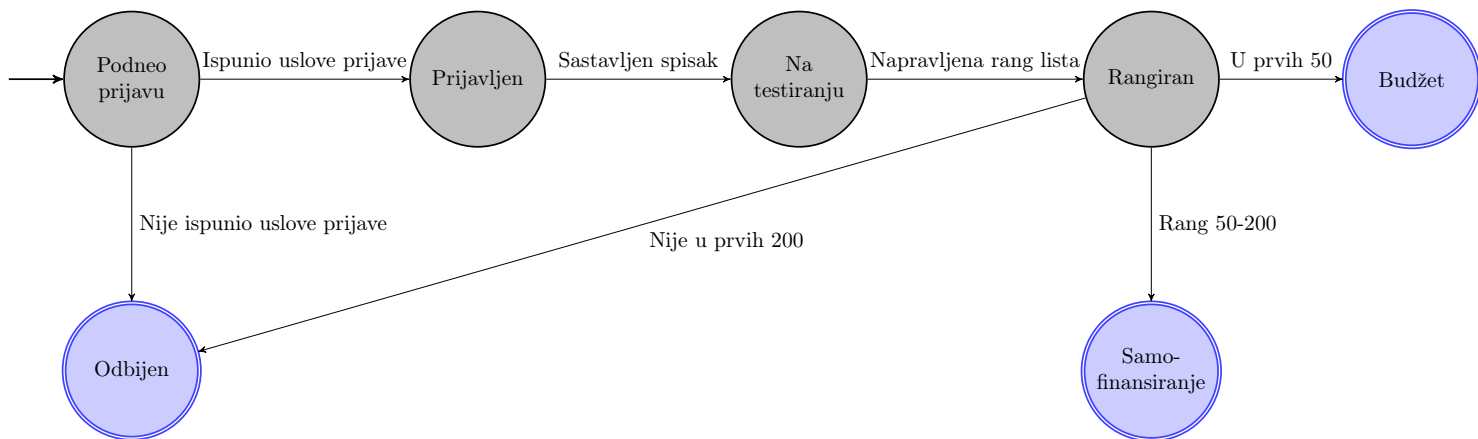 Podneo
prijavu
Ispunio uslove prijave
Prijavljen
Sastavljen spisak
Na
testiranju
Napravljena rang lista
Rangiran
U prvih 50
Budžet
Nije ispunio uslove prijave
Nije u prvih 200
Rang 50-200
Odbijen
Samo-
finansiranje